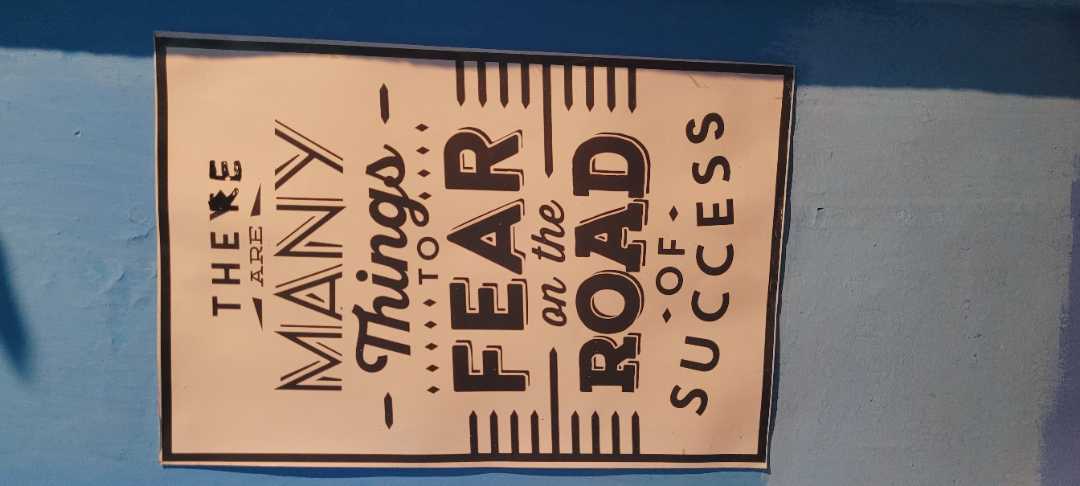 THERE
ARE
MANY
Things
TO
FEAR
on the
ROAD
OF
SUCCESS